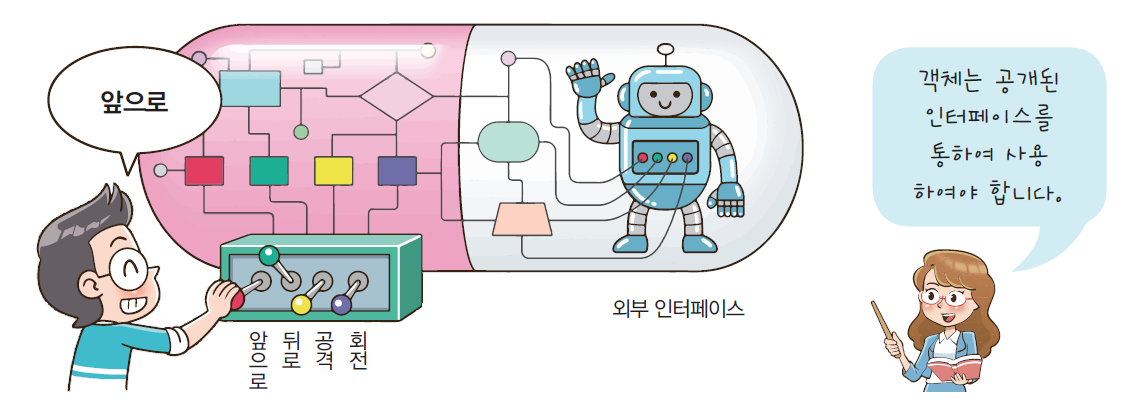 앞으로
객체는 공개된
인터페이스를
통하여 사용
하여야 합니다.
외부 인터페이스
앞으로
뒤로
공격
회전